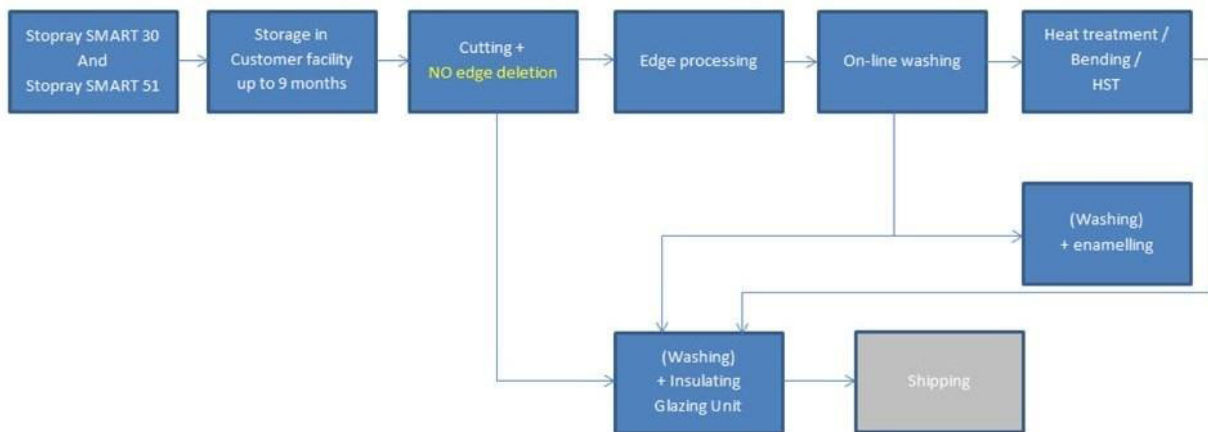 Stopray SMART 30
And
Stopray SMART 51
Storage in
Customer facility
up to 9 months
Cutting +
NO edge deletion
Edge processing
On-line washing
Heat treatment /
Bending /
HST
(Washing)
+ enamelling
(Washing)
+ Insulating
Glazing Unit
Shipping